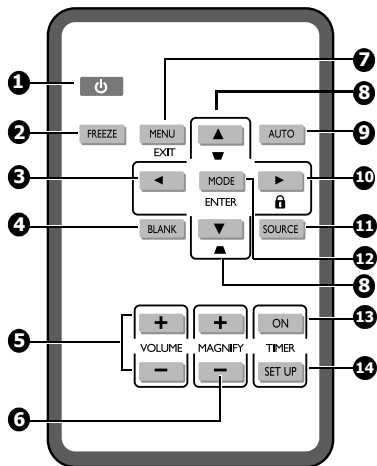 7
8
1
2
FREEZE
MENU
AUTO
9
EXIT
3
MODE
10
ENTER
4
BLANK
SOURCE
11
12
8
13
5
+
+
ON
VOLUME
MAGNIFY
TIMER
−
−
SET UP
14
6